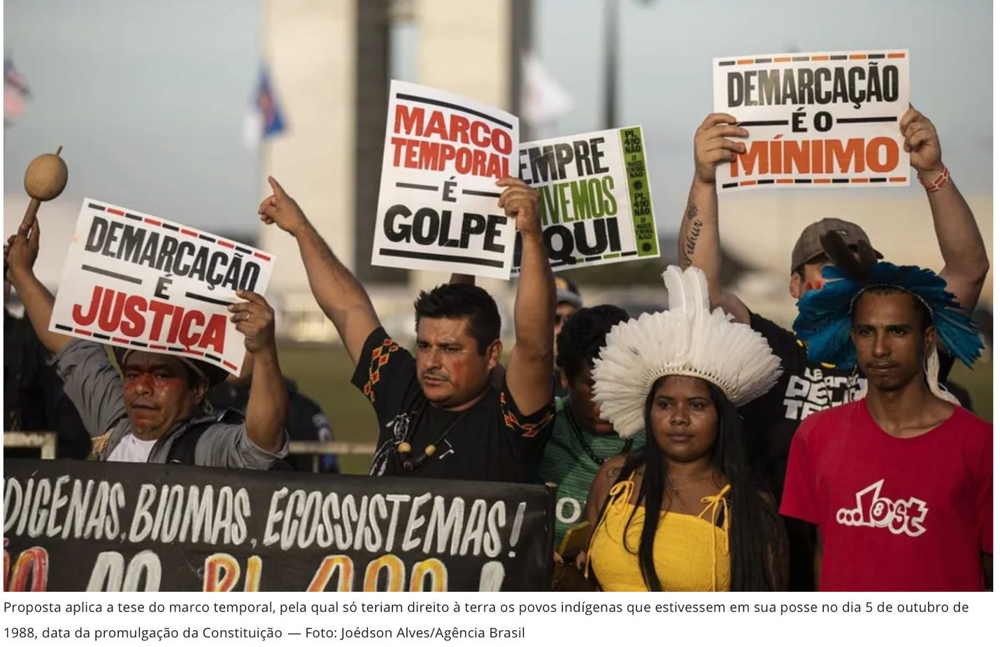 DEMARCAÇÃO
É
JUSTIÇA
MARCO
TEMPORAL
É
GOLPE
QUI
PL
490
NÃO
PL
490
NÃO
DEMARCAÇÃO
É O
MÍNIMO
BIOMAS, ECOSSISTEMAS!
...Lost
Proposta aplica a tese do marco temporal, pela qual só teriam direito à terra os povos indígenas que estivessem em sua posse no dia 5 de outubro de
1988, data da promulgação da Constituição — Foto: Joédson Alves/Agência Brasil